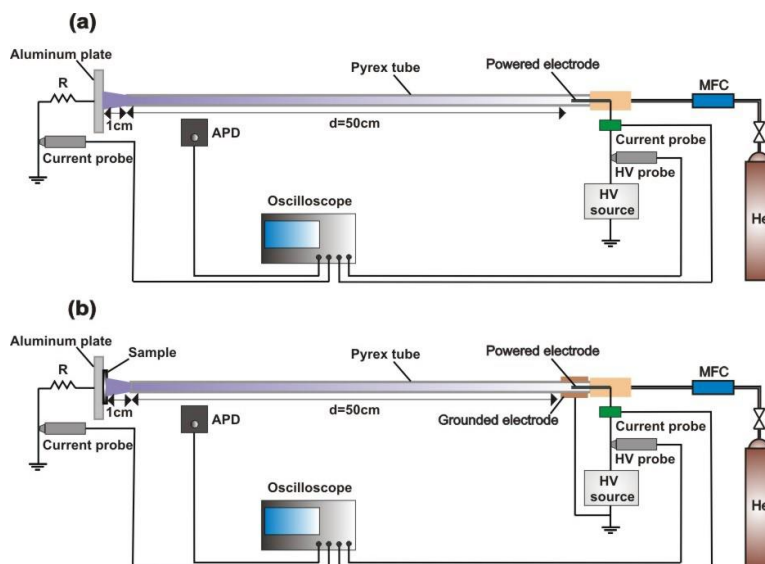 (a)
Aluminum plate
R
Pyrex tube
Powered electrode
MFC
1cm
d=50cm
APD
Current probe
Current probe
HV probe
Oscilloscope
HV
source
He
(b)
Aluminum plate
Sample
R
Pyrex tube
Powered electrode
MFC
1cm
d=50cm
Grounded electrode
APD
Current probe
Current probe
HV probe
Oscilloscope
HV
source
He